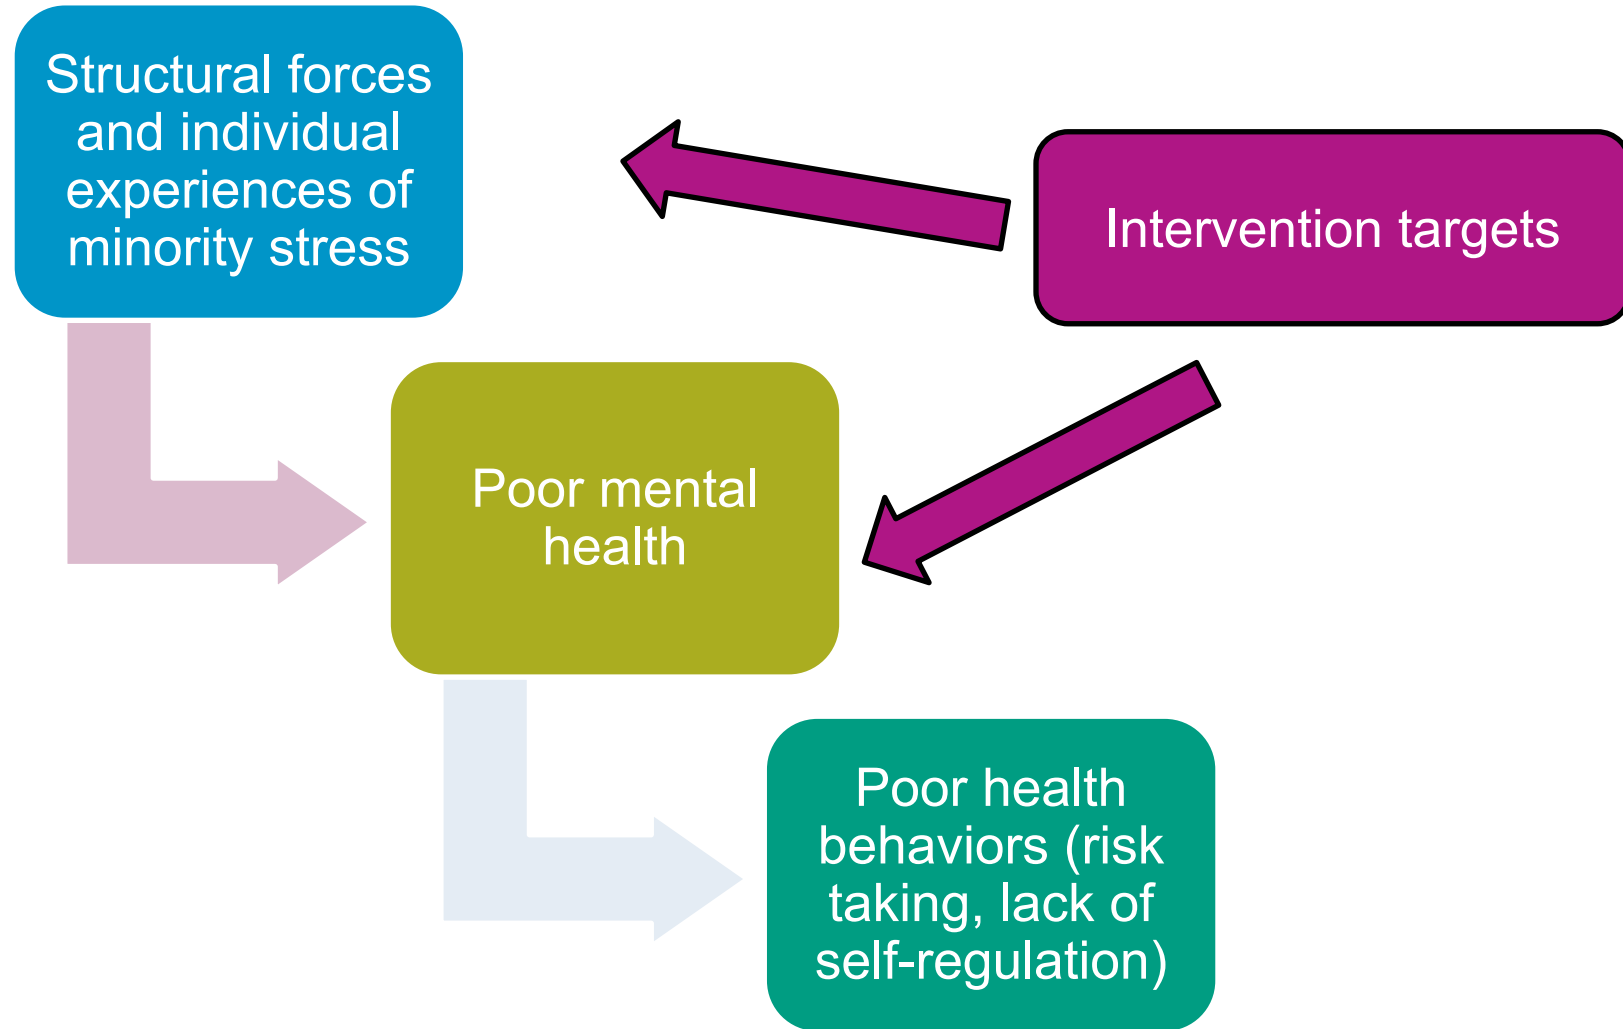 Structural forces
and individual
experiences of
minority stress
Intervention targets
Poor mental
health
Poor health
behaviors (risk
taking, lack of
self-regulation)